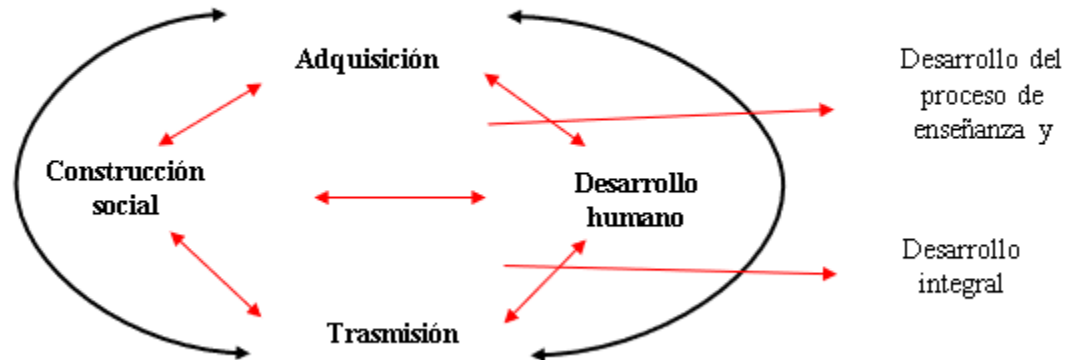 Adquisición
Desarrollo del
proceso de
enseñanza y
Construcción
social
Desarrollo
humano
Desarrollo
integral
Trasmisión